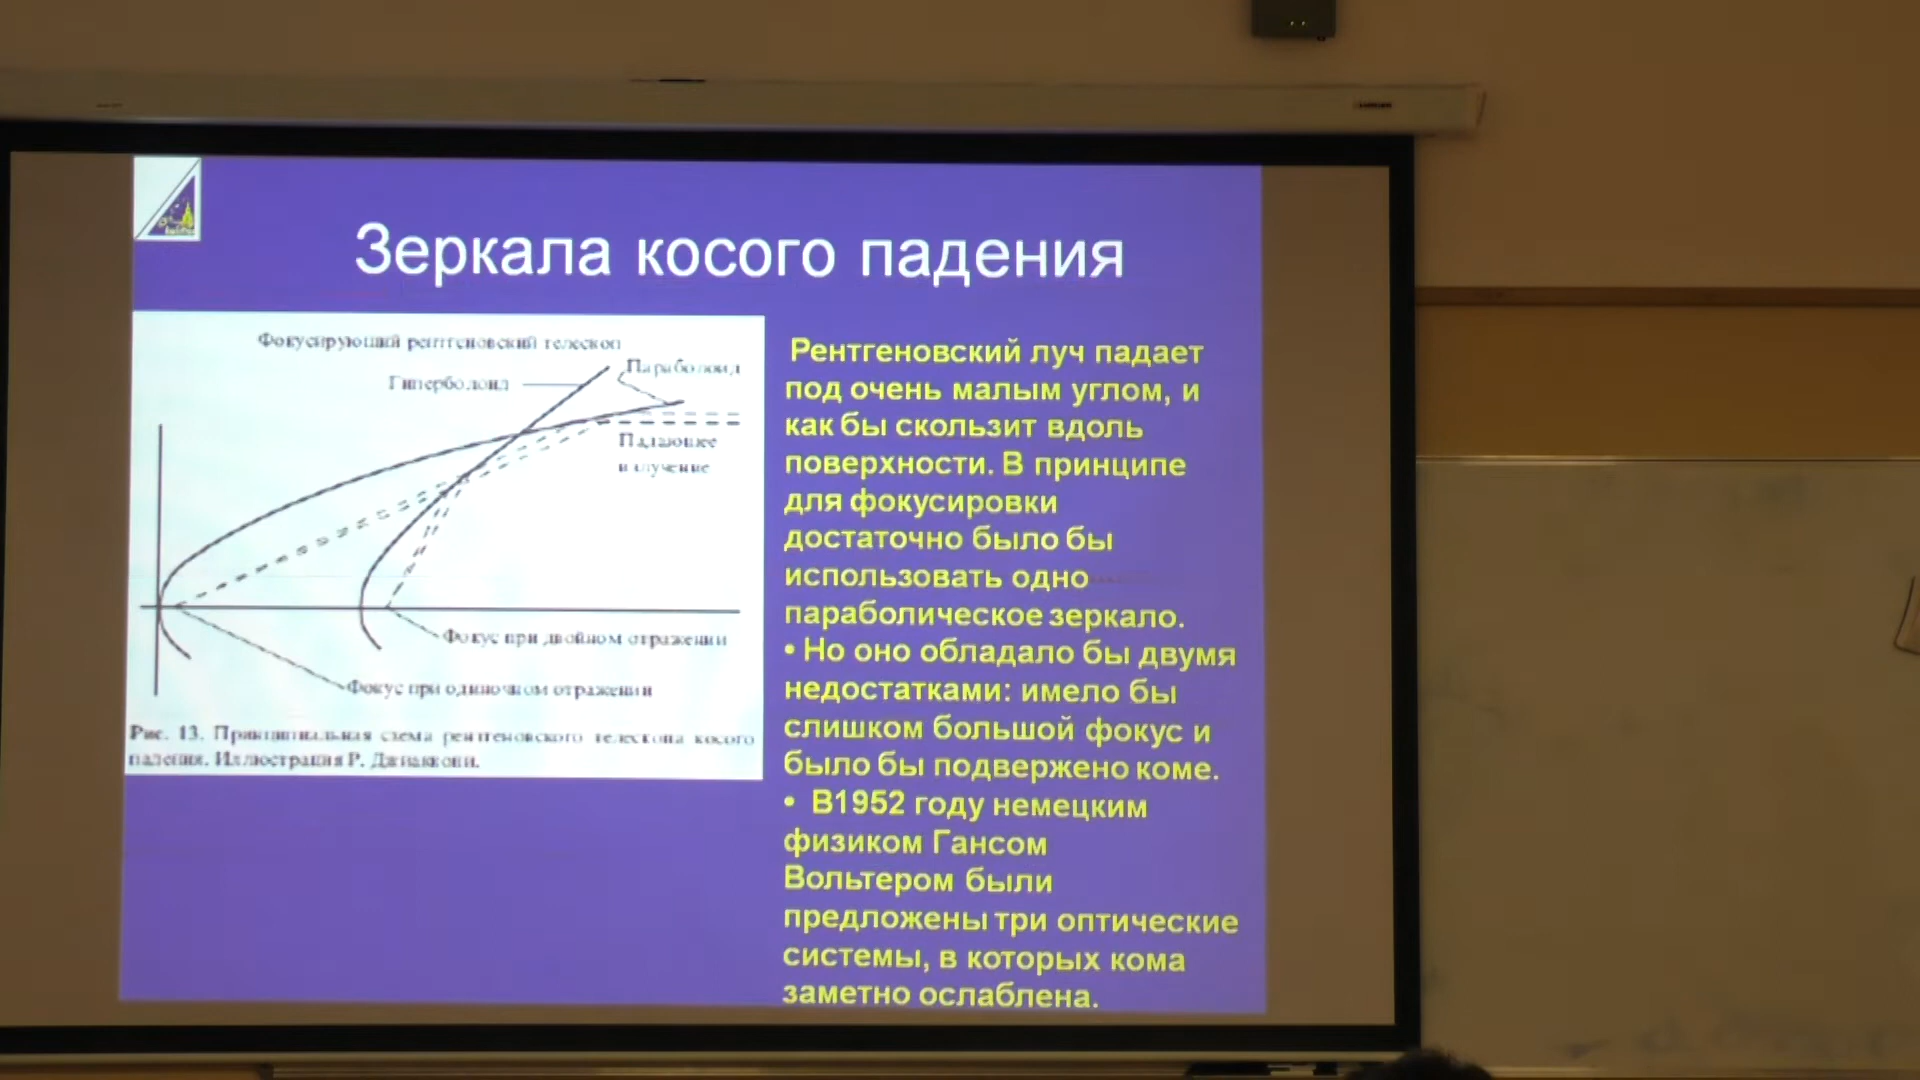 Зеркала косого падения
Фокусирующий рентгеновский телескоп
Параболоид
Гиперболоид
Падающее
излучение
Фокус при двойном отражении
Фокус при одиночном отражении
Рис. 13. Принципиальная схема рентгеновского телескопа косого
падения. Иллюстрация Р. Джиаккони.
Рентгеновский луч падает
под очень малым углом, и
как бы скользит вдоль
поверхности. В принципе
для фокусировки
достаточно было бы
использовать одно
параболическое зеркало.
• Но оно обладало бы двумя
недостатками: имело бы
слишком большой фокус и
было бы подвержено коме.
• В1952 году немецким
физиком Гансом
Вольтером были
предложены три оптические
системы, в которых кома
заметно ослаблена.